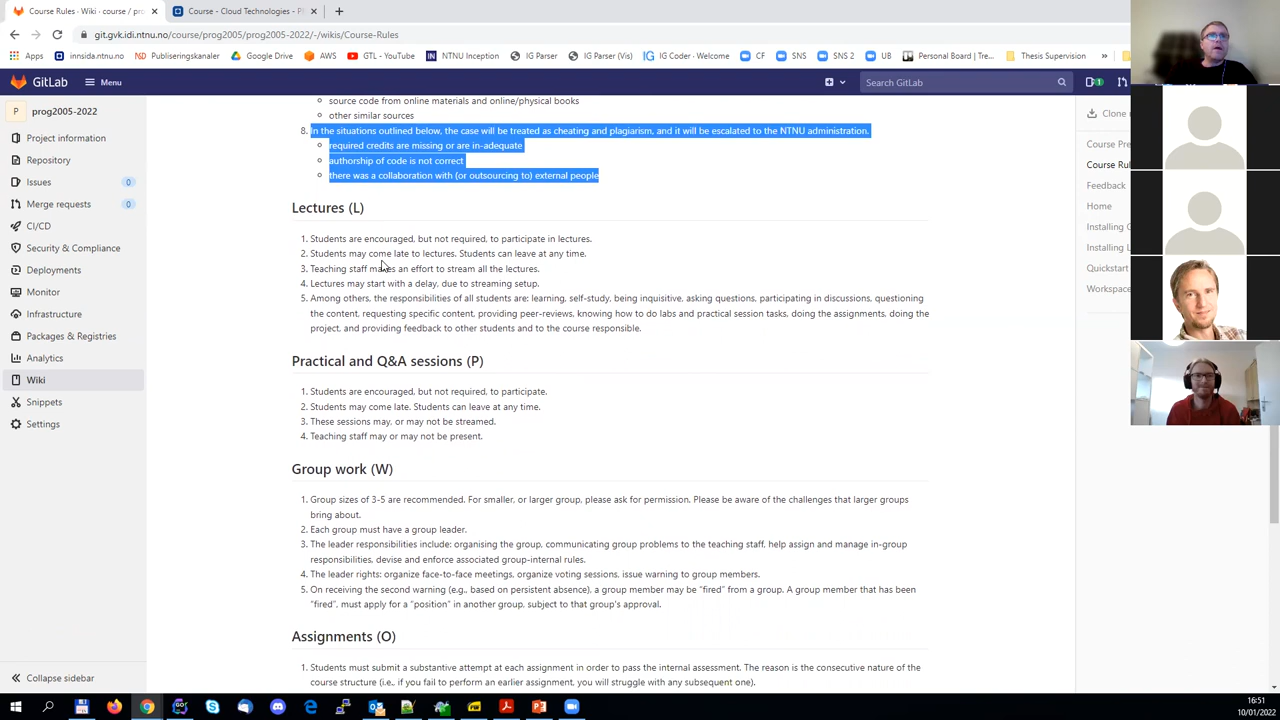 Course Rules · Wiki · course / pro
Course - Cloud Technologies - P
git.gvk.idi.ntnu.no/course/prog2005/prog2005-2022/-/wikis/Course-Rules
Apps
innsida.ntnu.no
Publiseringskalender
Google Drive
AWS
GTL - YouTube
NTNU Inception
IG Parser
IG Parser (Vis)
IG Coder · Welcome
CF
SNS
SNS 2
UB
Personal Board | Tre...
Thesis Supervision
GitLab
Menu
Search GitLab
1
P prog2005-2022
Project information
Repository
Issues 0
Merge requests 0
CI/CD
Security & Compliance
Deployments
Monitor
Infrastructure
Packages & Registries
Analytics
Wiki
Snippets
Settings
Collapse sidebar
source code from online materials and online/physical books
other similar sources
8. In the situations outlined below, the case will be treated as cheating and plagiarism, and it will be escalated to the NTNU administration.
required credits are missing or are in-adequate
authorship of code is not correct
there was a collaboration with (or outsourcing to) external people
Lectures (L)
1. Students are encouraged, but not required, to participate in lectures.
2. Students may come late to lectures. Students can leave at any time.
3. Teaching staff makes an effort to stream all the lectures.
4. Lectures may start with a delay, due to streaming setup.
5. Among others, the responsibilities of all students are: learning, self-study, being inquisitive, asking questions, participating in discussions, questioning
the content, requesting specific content, providing peer-reviews, knowing how to do labs and practical session tasks, doing the assignments, doing the
project, and providing feedback to other students and to the course responsible.
Practical and Q&A sessions (P)
1. Students are encouraged, but not required, to participate.
2. Students may come late. Students can leave at any time.
3. These sessions may, or may not be streamed.
4. Teaching staff may or may not be present.
Group work (W)
1. Group sizes of 3-5 are recommended. For smaller, or larger group, please ask for permission. Please be aware of the challenges that larger groups
bring about.
2. Each group must have a group leader.
3. The leader responsibilities include: organising the group, communicating group problems to the teaching staff, help assign and manage in-group
responsibilities, devise and enforce associated group-internal rules.
4. The leader rights: organize face-to-face meetings, organize voting sessions, issue warning to group members.
5. On receiving the second warning (e.g., based on persistent absence), a group member may be "fired" from a group. A group member that has been
"fired", must apply for a "position" in another group, subject to that group's approval.
Assignments (O)
1. Students must submit a substantive attempt at each assignment in order to pass the internal assessment. The reason is the consecutive nature of the
course structure (i.e., if you fail to perform an earlier assignment, you will struggle with any subsequent one).
Clone
Course Pre
Course Ru
Feedback
Home
Installing
Installing L
Quickstart
Workspace
16:51
10/01/2022